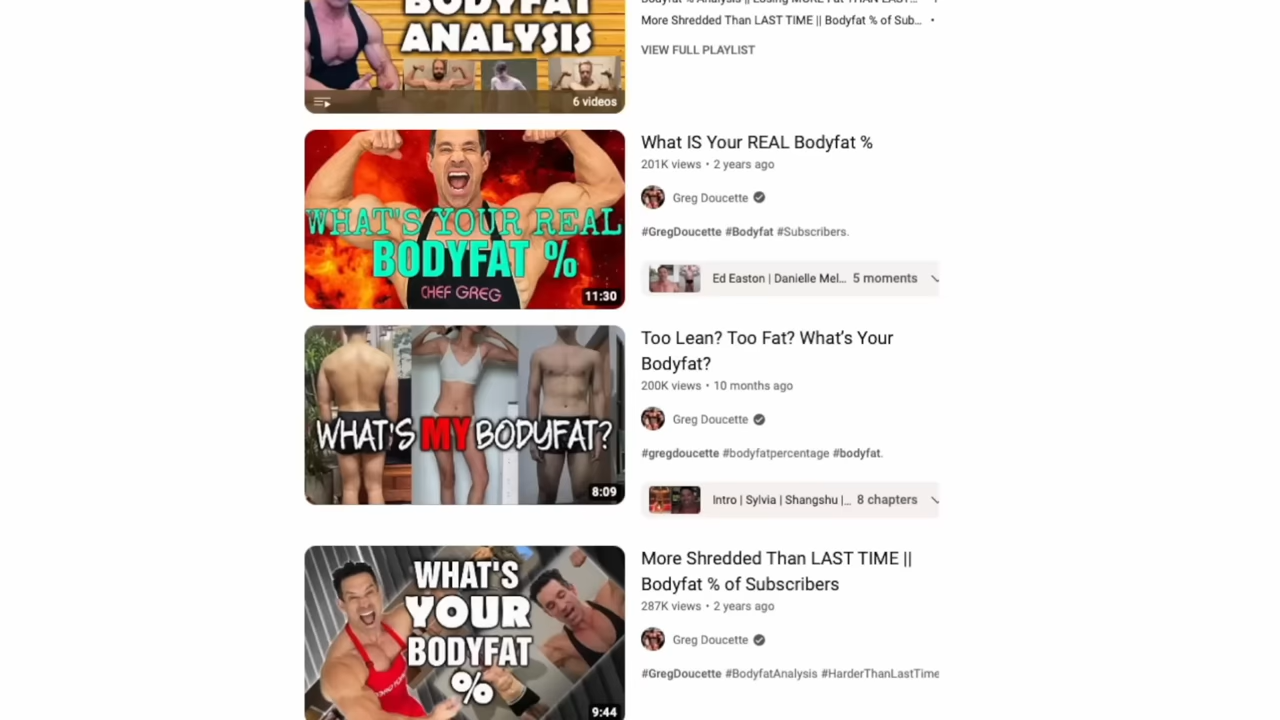 BODYFAT
ANALYSIS
6 videos
More Shredded Than LAST TIME || Bodyfat % of Sub... •
VIEW FULL PLAYLIST
WHAT'S YOUR REAL
BODYFAT %
CHEF GREG
11:30
What IS Your REAL Bodyfat %
201K views • 2 years ago
Greg Doucette
#GregDoucette #Bodyfat #Subscribers.
Ed Easton | Danielle Mel... 5 moments
WHAT'S MY BODYFAT?
8:09
Too Lean? Too Fat? What's Your
Bodyfat?
200K views • 10 months ago
Greg Doucette
#gregdoucette #bodyfatpercentage #bodyfat.
Intro | Sylvia | Shangshu |... 8 chapters
WHAT'S
YOUR
BODYFAT
%
9:44
More Shredded Than LAST TIME ||
Bodyfat % of Subscribers
287K views • 2 years ago
Greg Doucette
#GregDoucette #BodyfatAnalysis #HarderThanLastTime